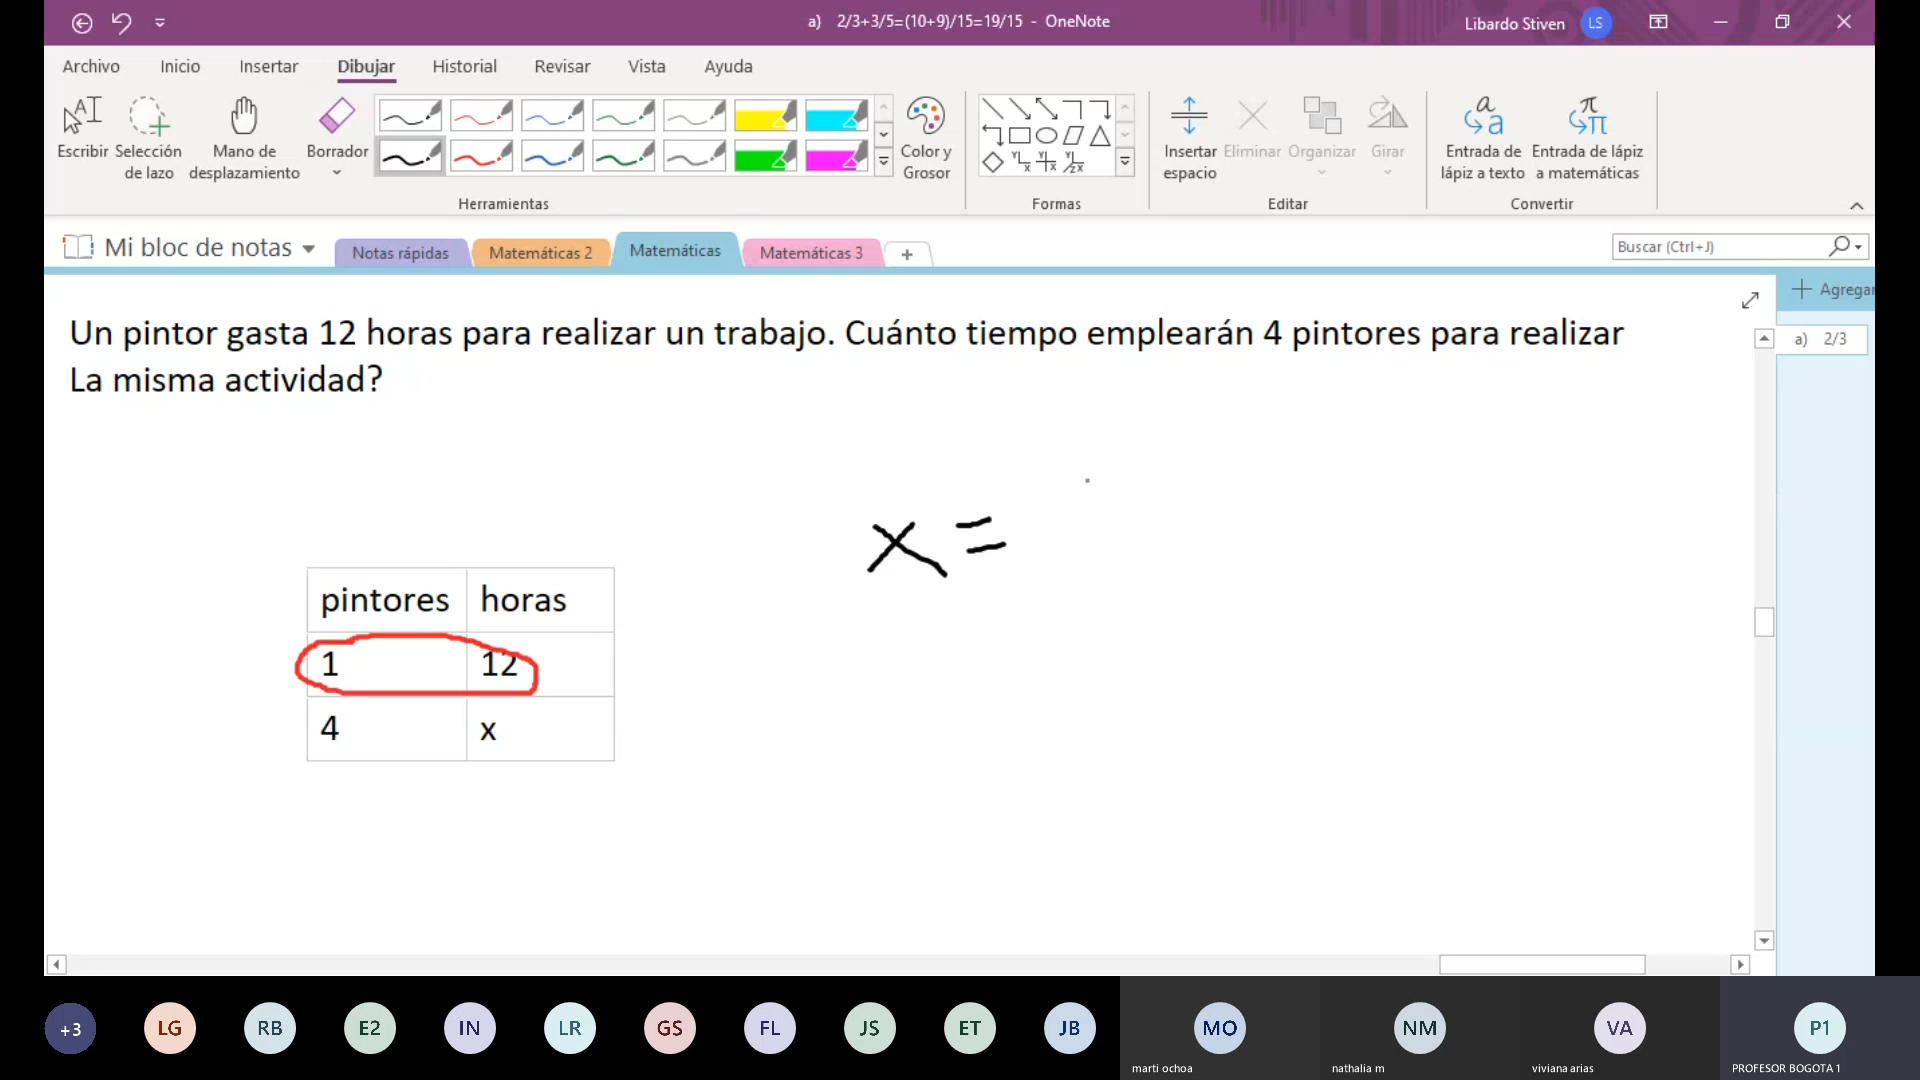 a) 2/3+3/5=(10+9)/15=19/15 - OneNote
Libardo Stiven
LS
Archivo Inicio Insertar Dibujar Historial Revisar Vista Ayuda
Escribir
Selección de lazo
Mano de desplazamiento
Borrador
Color y Grosor
Insertar espacio
Eliminar
Organizar
Girar
Entrada de lápiz a texto
Entrada de lápiz a matemáticas
Herramientas Formas Editar Convertir
Mi bloc de notas
Notas rápidas Matemáticas 2 Matemáticas Matemáticas 3 +
Buscar (Ctrl+J)
Agregar
a) 2/3
Un pintor gasta 12 horas para realizar un trabajo. Cuánto tiempo emplearán 4 pintores para realizar
La misma actividad?
x =
pintores horas
1 12
4 x
+3 LG RB E2 IN LR GS FL JS ET JB MO NM VA P1
marti ochoa nathalia m viviana arias PROFESOR BOGOTA 1